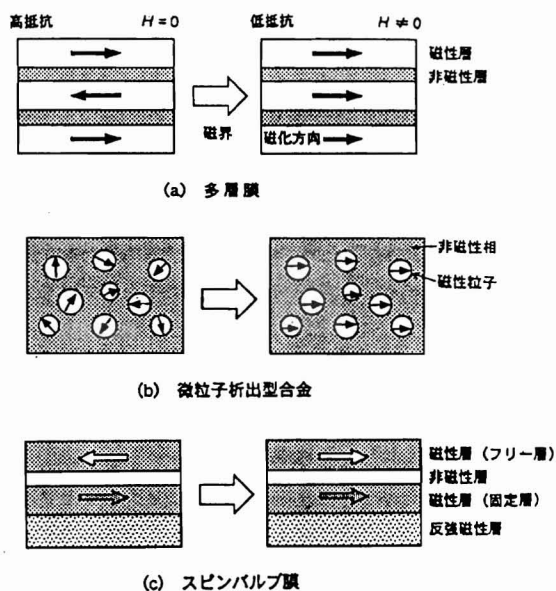 高抵抗 H = 0 低抵抗 H ≠ 0
磁性層
非磁性層
磁界
磁化方向
(a) 多層膜
非磁性相
磁性粒子
(b) 微粒子析出型合金
磁性層（フリー層）
非磁性層
磁性層（固定層）
反強磁性層
(c) スピンバルブ膜